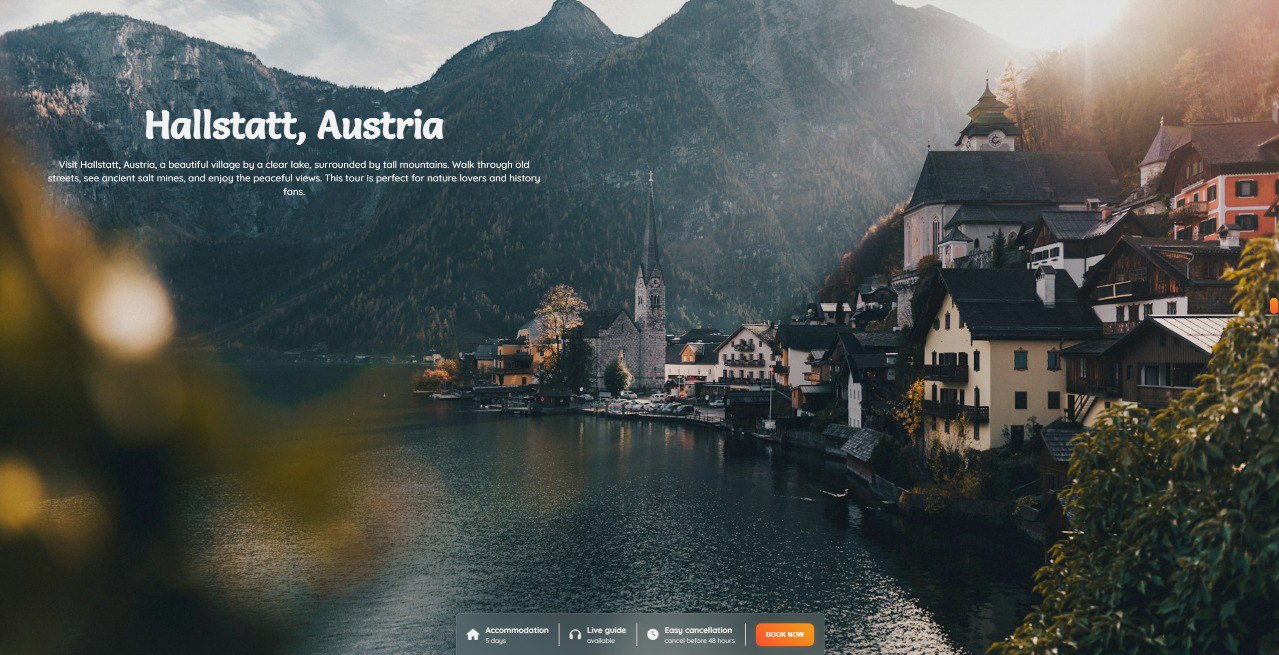 Hallstatt, Austria
Visit Hallstatt, Austria, a beautiful village by a clear lake, surrounded by tall mountains. Walk through old
streets, see ancient salt mines, and enjoy the peaceful views. This tour is perfect for nature lovers and history
fans.
Accommodation
5 days
Live guide
available
Easy cancellation
cancel before 48 hours
BOOK NOW